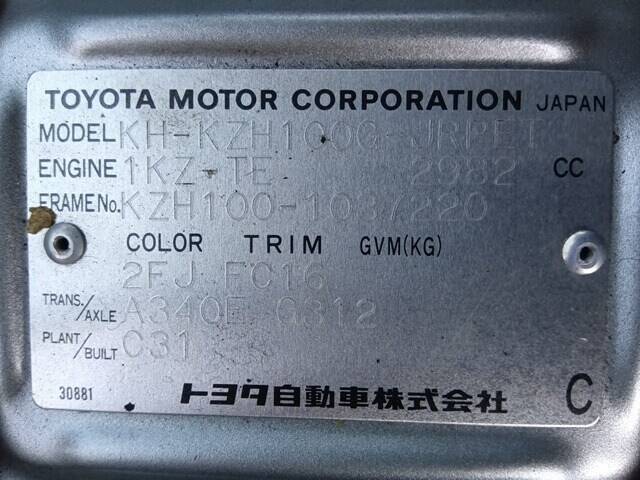 TOYOTA MOTOR CORPORATION JAPAN
MODEL KH-KZH100G-JRPET
ENGINE 1KZ-TE 2982 CC
FRAME No. KZH100-1037220
COLOR TRIM GVM(KG)
2FJ FC16
TRANS./AXLE A340E G312
PLANT/BUILT C31
30881 トヨタ自動車株式会社 C